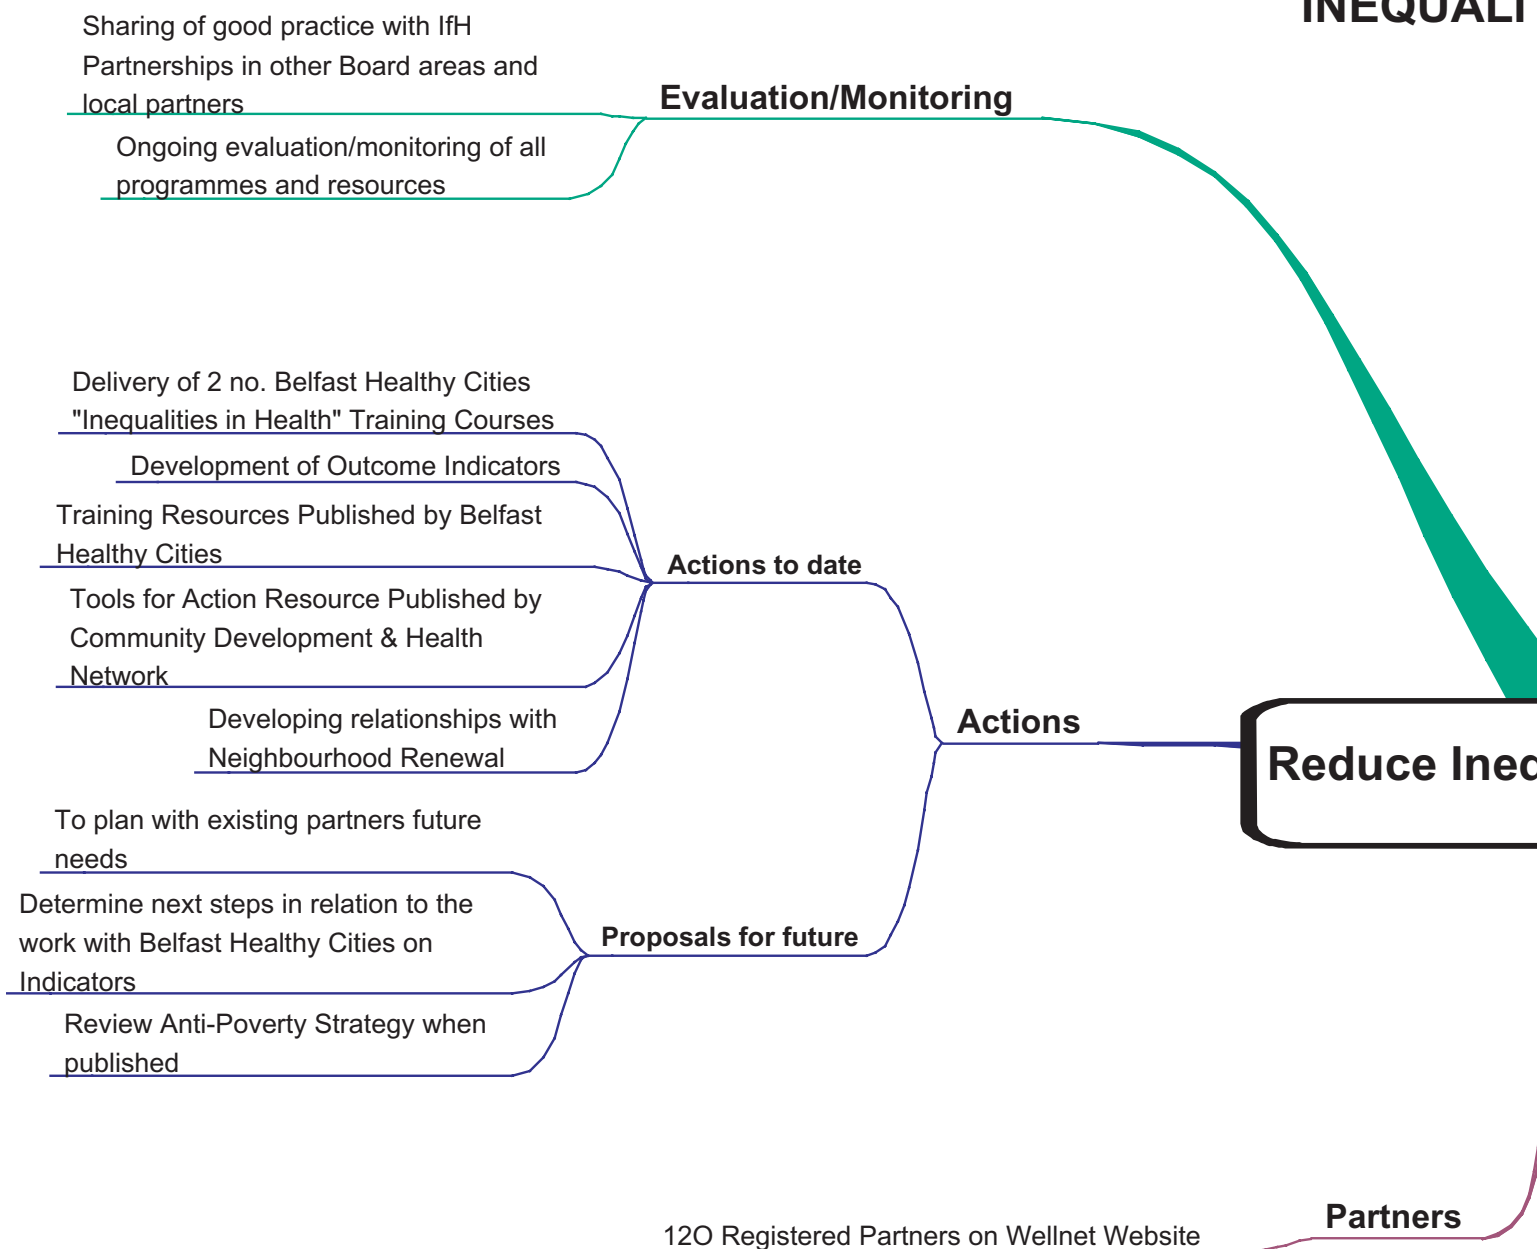 INEQUALI
Sharing of good practice with IfH
Partnerships in other Board areas and
local partners
Evaluation/Monitoring
Ongoing evaluation/monitoring of all
programmes and resources
Delivery of 2 no. Belfast Healthy Cities
"Inequalities in Health" Training Courses
Development of Outcome Indicators
Training Resources Published by Belfast
Healthy Cities
Actions to date
Tools for Action Resource Published by
Community Development & Health
Network
Developing relationships with
Neighbourhood Renewal
Actions
Reduce Ineq
To plan with existing partners future
needs
Determine next steps in relation to the
work with Belfast Healthy Cities on
Indicators
Proposals for future
Review Anti-Poverty Strategy when
published
Partners
12O Registered Partners on Wellnet Website